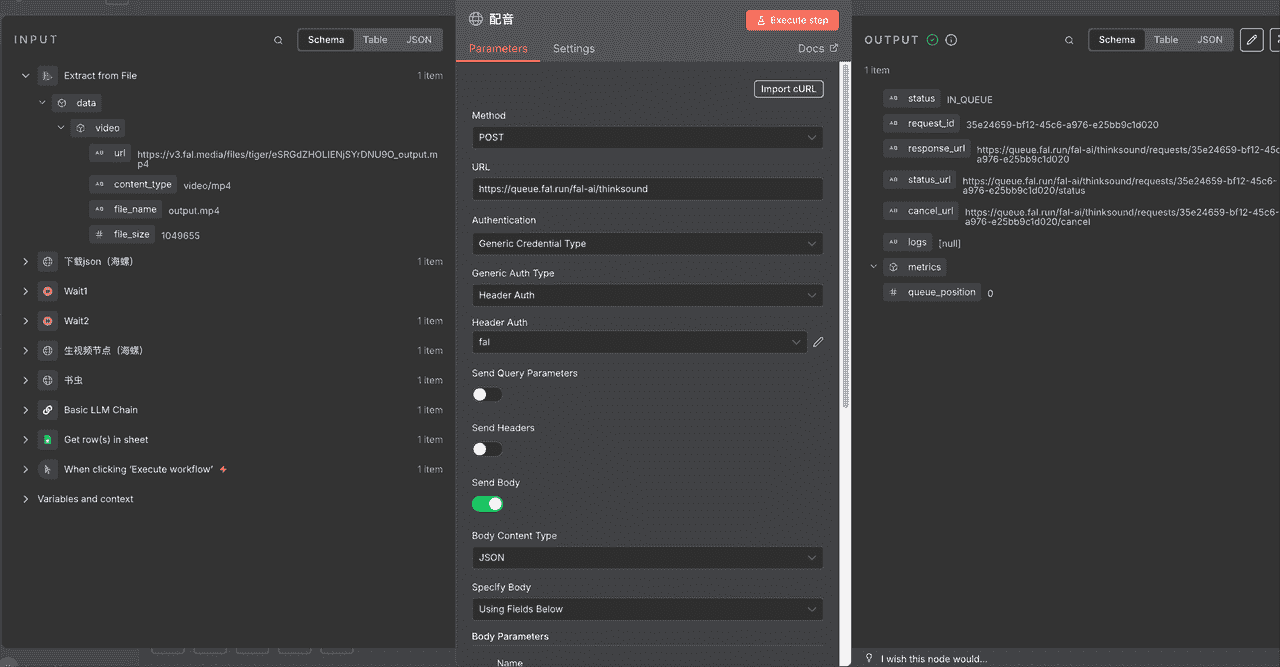 INPUT
Schema
Table
JSON
Extract from File
1 item
data
video
url
https://v3.fal.media/files/tiger/eSRGdZHOLIENjSYrDNU9O_output.m
p4
content_type
video/mp4
file_name
output.mp4
file_size
1049655
下载json（海螺）
1 item
Wait1
Wait2
1 item
生视频节点（海螺）
1 item
书虫
1 item
Basic LLM Chain
1 item
Get row(s) in sheet
1 item
When clicking 'Execute workflow'
1 item
Variables and context
配音
Execute step
Parameters
Settings
Docs
Import cURL
Method
POST
URL
https://queue.fal.run/fal-ai/thinksound
Authentication
Generic Credential Type
Generic Auth Type
Header Auth
Header Auth
fal
Send Query Parameters
Send Headers
Send Body
Body Content Type
JSON
Specify Body
Using Fields Below
Body Parameters
Name
OUTPUT
Schema
Table
JSON
1 item
status
IN_QUEUE
request_id
35e24659-bf12-45c6-a976-e25bb9c1d020
response_url
https://queue.fal.run/fal-ai/thinksound/requests/35e24659-bf12-45c
a976-e25bb9c1d020
status_url
https://queue.fal.run/fal-ai/thinksound/requests/35e24659-bf12-45c6-
a976-e25bb9c1d020/status
cancel_url
https://queue.fal.run/fal-ai/thinksound/requests/35e24659-bf12-45c6-
a976-e25bb9c1d020/cancel
logs
[null]
metrics
queue_position
0
I wish this node would...